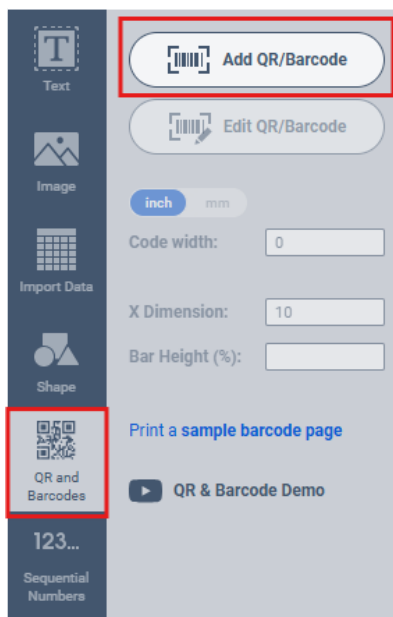 T
Text
Image
Import Data
Shape
QR and
Barcodes
123...
Sequential
Numbers
Add QR/Barcode
Edit QR/Barcode
inch mm
Code width: 0
X Dimension: 10
Bar Height (%):
Print a sample barcode page
QR & Barcode Demo